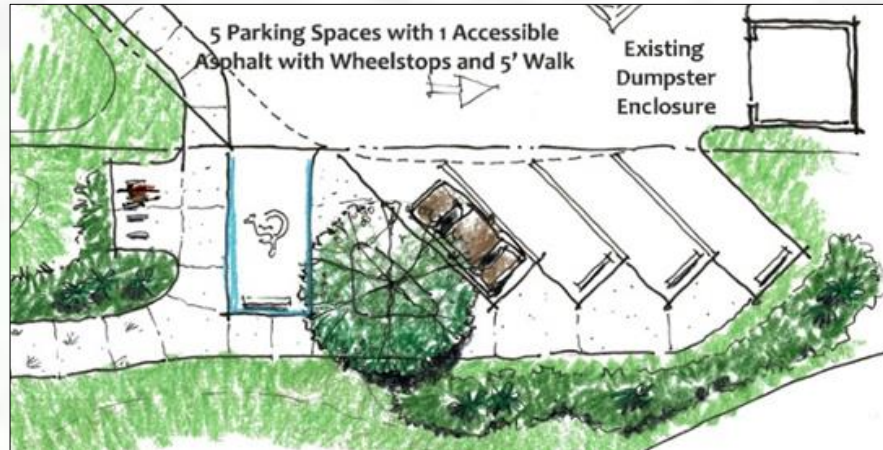 5 Parking Spaces with 1 Accessible
Asphalt with Wheelstops and 5' Walk
Existing
Dumpster
Enclosure